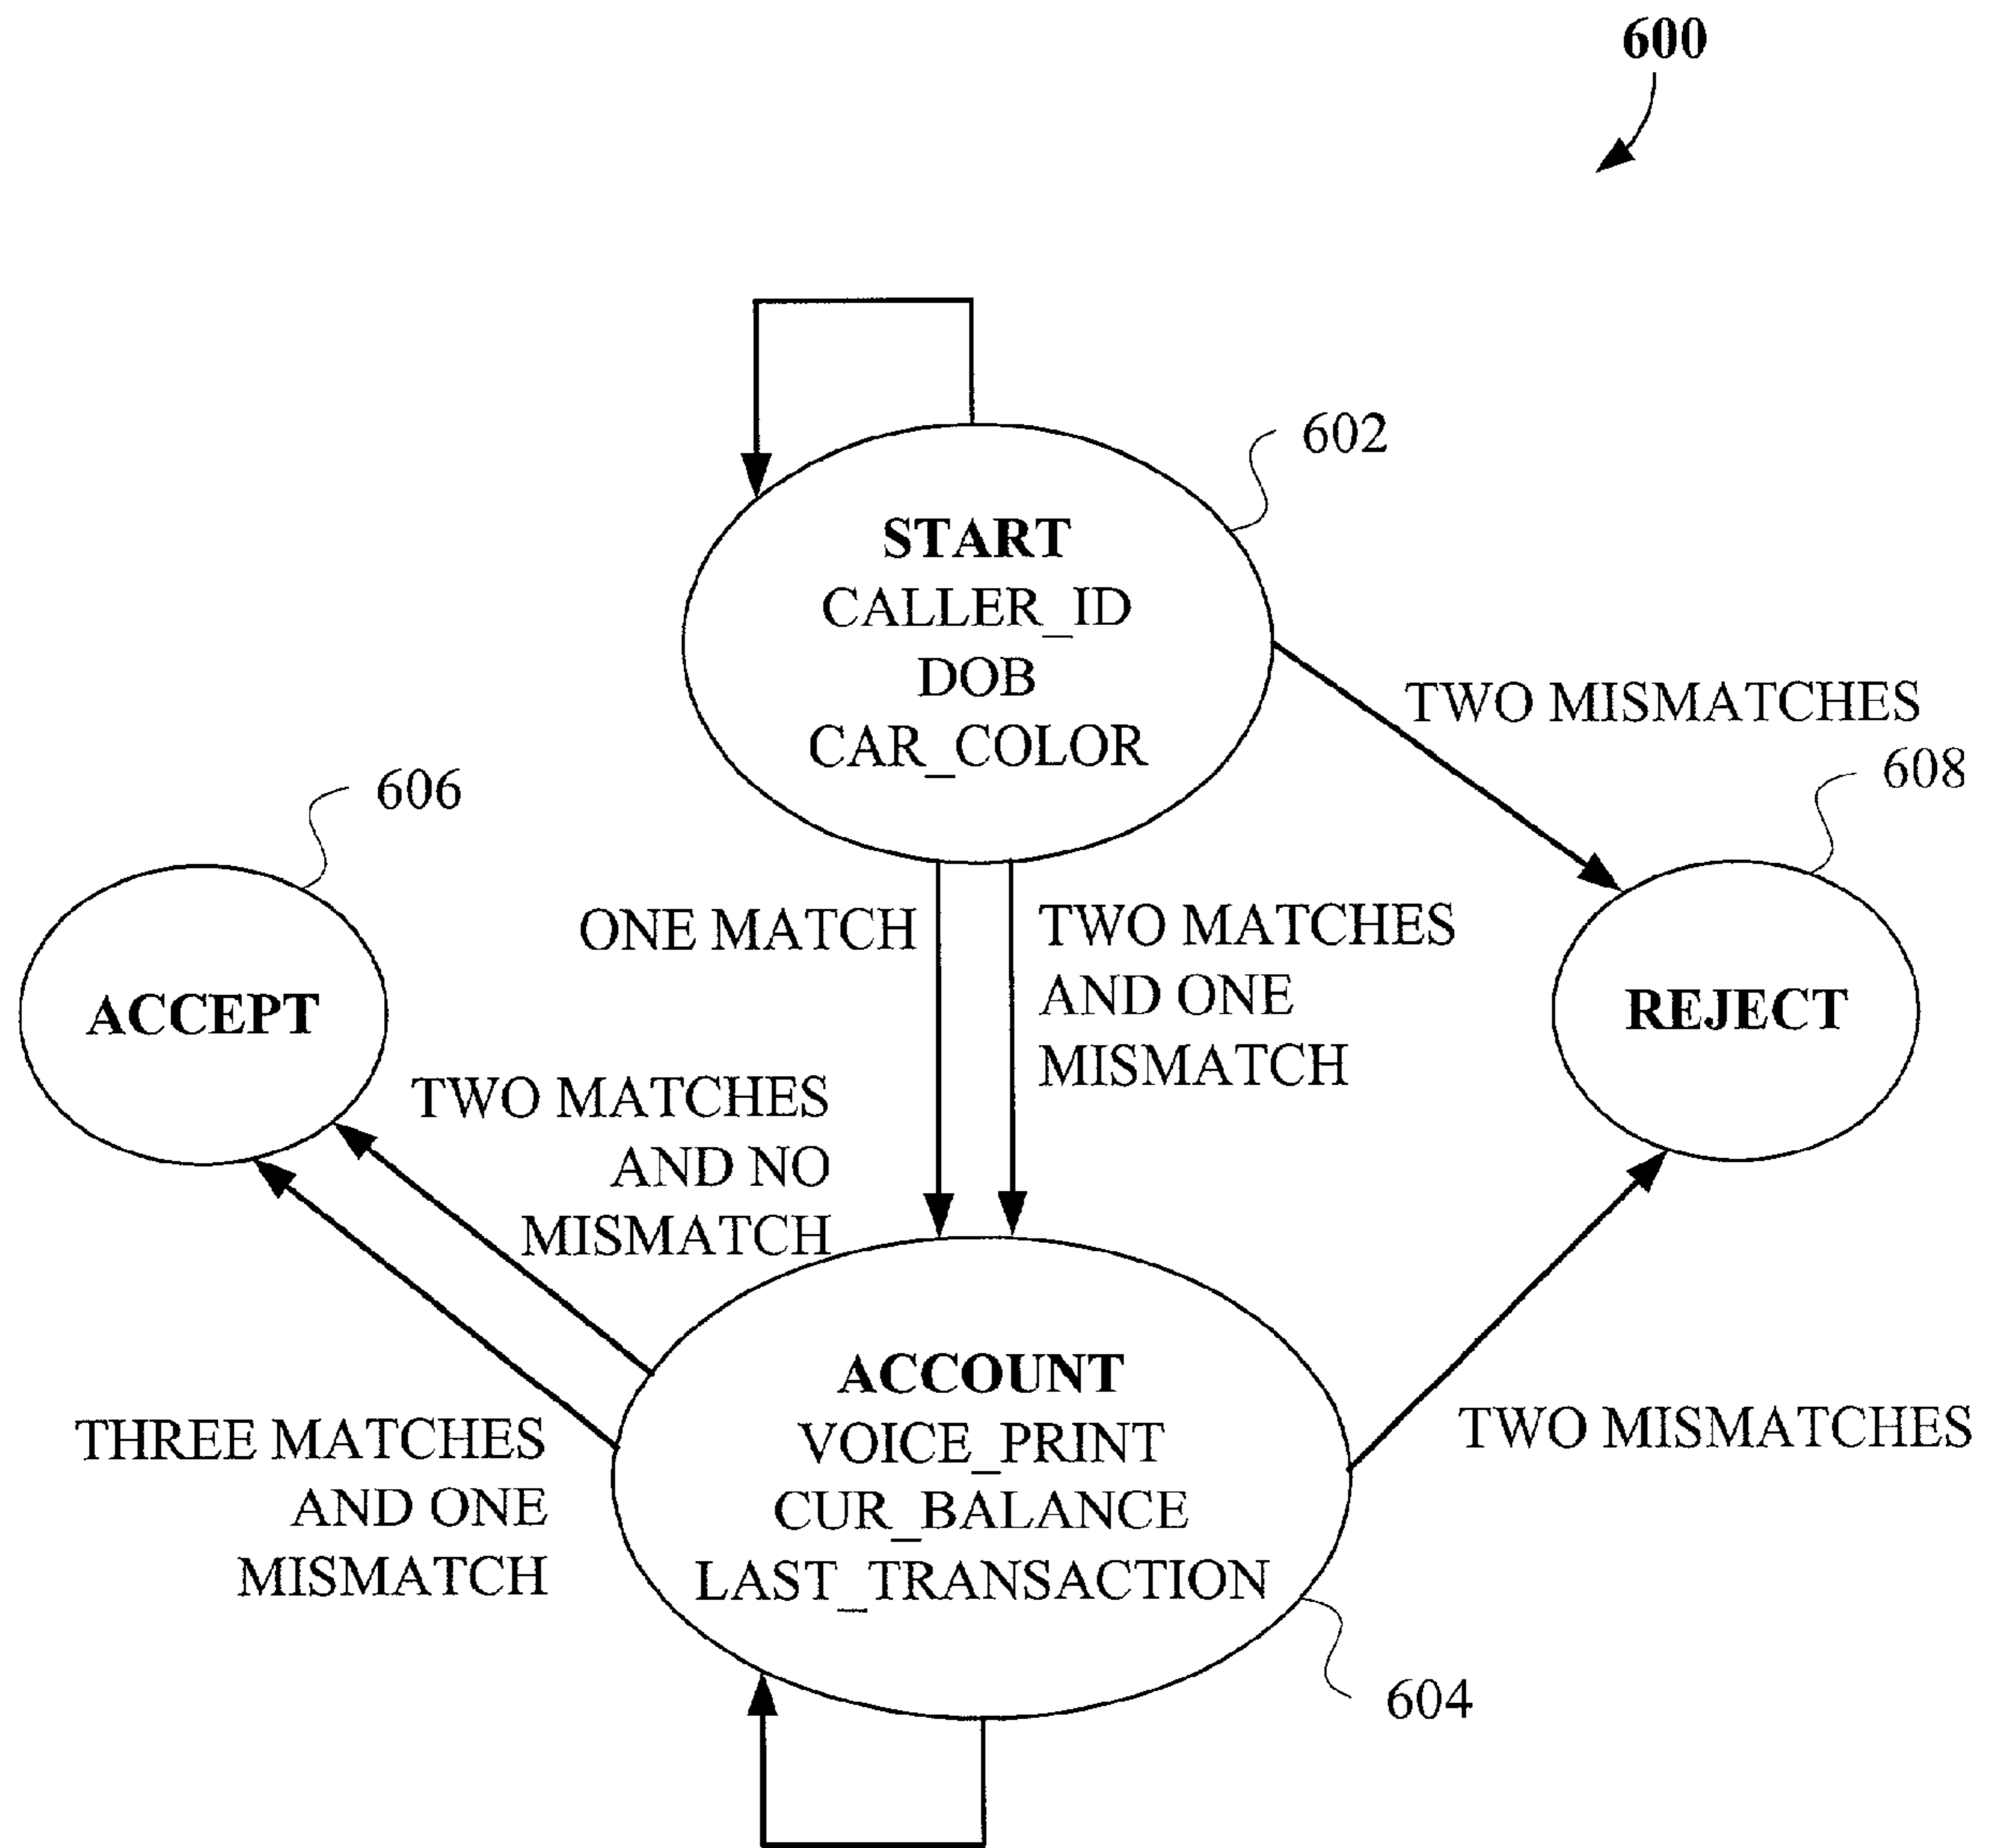 600
602
START
CALLER_ID
DOB
CAR_COLOR
TWO MISMATCHES
608
606
ONE MATCH
TWO MATCHES
AND ONE
MISMATCH
ACCEPT
REJECT
TWO MATCHES
AND NO
MISMATCH
ACCOUNT
VOICE_PRINT
CUR_BALANCE
LAST_TRANSACTION
THREE MATCHES
AND ONE
MISMATCH
TWO MISMATCHES
604